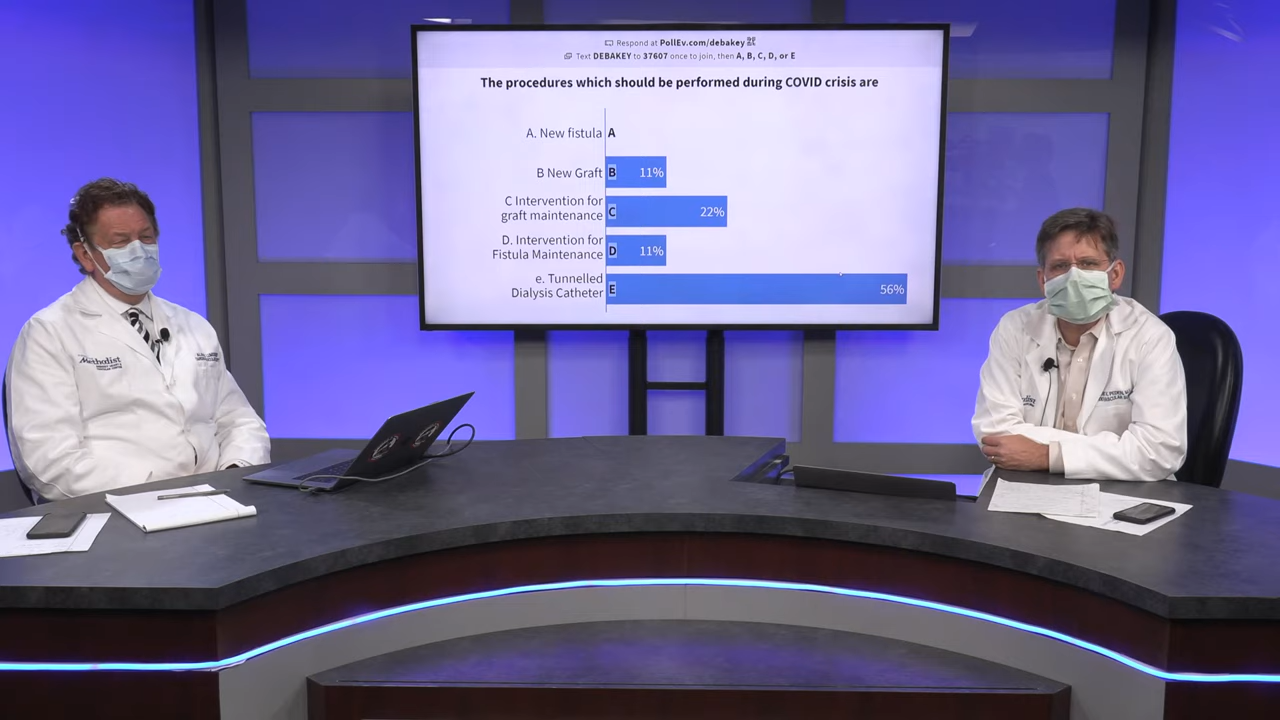 Respond at PollEv.com/debakey
Text DEBAKEY to 37607 once to join, then A, B, C, D, or E
The procedures which should be performed during COVID crisis are
A. New fistula A
B New Graft B 11%
C Intervention for
graft maintenance C 22%
D. Intervention for
Fistula Maintenance D 11%
e. Tunnelled
Dialysis Catheter E 56%
Methodist